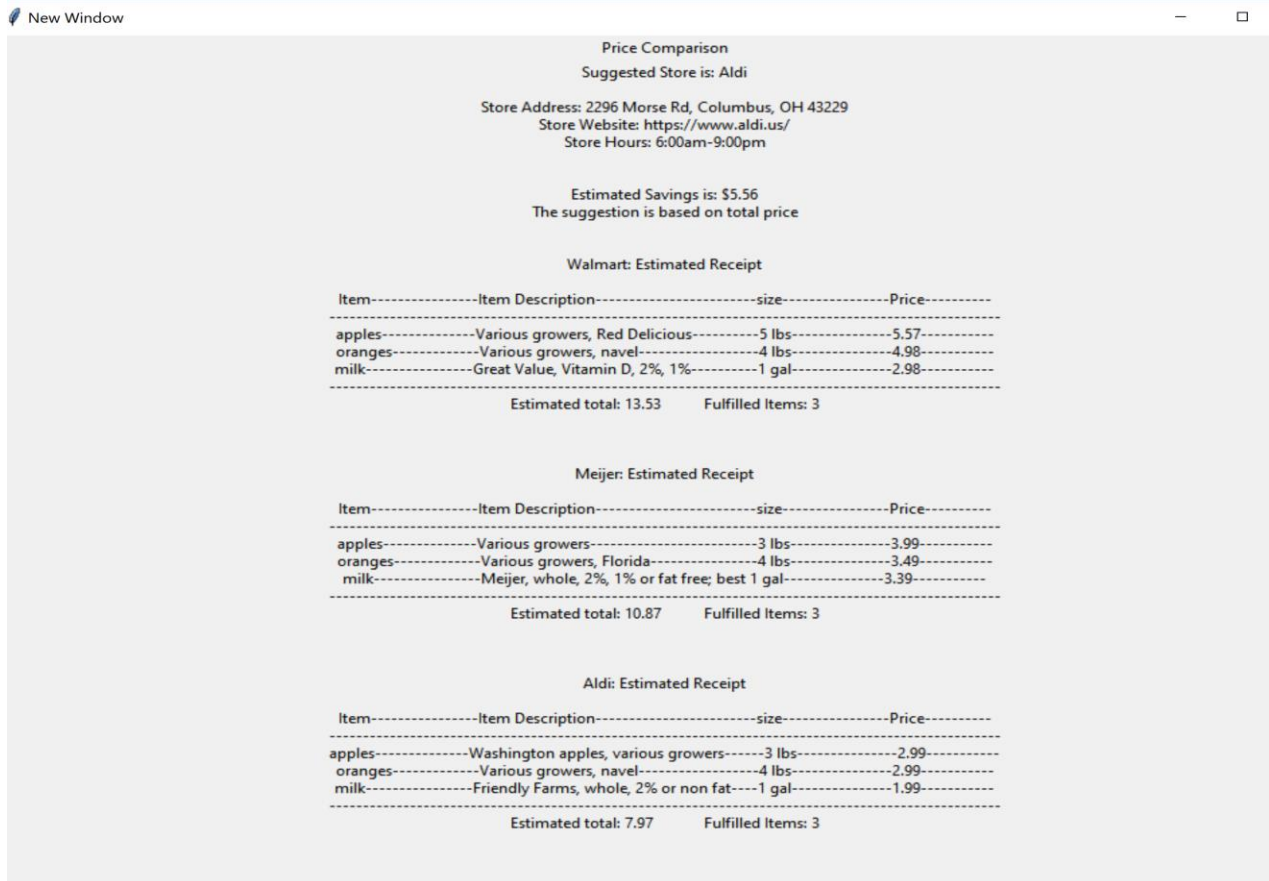 New Window
Price Comparison
Suggested Store is: Aldi
Store Address: 2296 Morse Rd, Columbus, OH 43229
Store Website: https://www.aldi.us/
Store Hours: 6:00am-9:00pm
Estimated Savings is: $5.56
The suggestion is based on total price
Walmart: Estimated Receipt
Item----------------Item Description------------------------size----------------Price----------
----------------------------------------------------------------------------------------------------
apples--------------Various growers, Red Delicious----------5 lbs---------------5.57-----------
oranges-------------Various growers, navel------------------4 lbs---------------4.98-----------
milk----------------Great Value, Vitamin D, 2%, 1%----------1 gal---------------2.98-----------
----------------------------------------------------------------------------------------------------
Estimated total: 13.53 Fulfilled Items: 3
Meijer: Estimated Receipt
Item----------------Item Description------------------------size----------------Price----------
----------------------------------------------------------------------------------------------------
apples--------------Various growers-------------------------3 lbs---------------3.99-----------
oranges-------------Various growers, Florida----------------4 lbs---------------3.49-----------
milk----------------Meijer, whole, 2%, 1% or fat free; best 1 gal---------------3.39-----------
----------------------------------------------------------------------------------------------------
Estimated total: 10.87 Fulfilled Items: 3
Aldi: Estimated Receipt
Item----------------Item Description------------------------size----------------Price----------
----------------------------------------------------------------------------------------------------
apples--------------Washington apples, various growers------3 lbs---------------2.99-----------
oranges-------------Various growers, navel------------------4 lbs---------------2.99-----------
milk----------------Friendly Farms, whole, 2% or non fat----1 gal---------------1.99-----------
----------------------------------------------------------------------------------------------------
Estimated total: 7.97 Fulfilled Items: 3